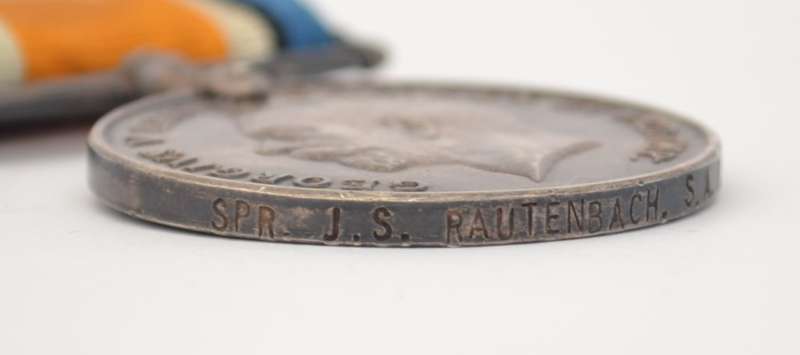 SPR. J.S. RAUTENBACH. S.A
GEORGIVS